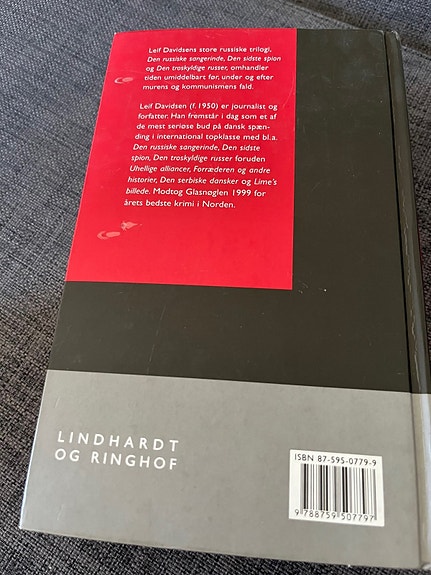 Leif Davidsens store russiske trilogi,
Den russiske sangerinde, Den sidste spion
og Den troskyldige russer, omhandler
tiden umiddelbart før, under og efter
murens og kommunismens fald.
Leif Davidsen (f. 1950) er journalist og
forfatter. Han fremstår i dag som et af
de mest seriøse bud på dansk spæn-
ding i international topklasse med bl.a.
Den russiske sangerinde, Den sidste
spion, Den troskyldige russer foruden
Uhellige alliancer, Forræderen og andre
historier, Den serbiske dansker og Lime's
billede. Modtog Glasnøglen 1999 for
årets bedste krimi i Norden.
LINDHARDT
OG RINGHOF
ISBN 87-595-0779-9
9 788759 507797